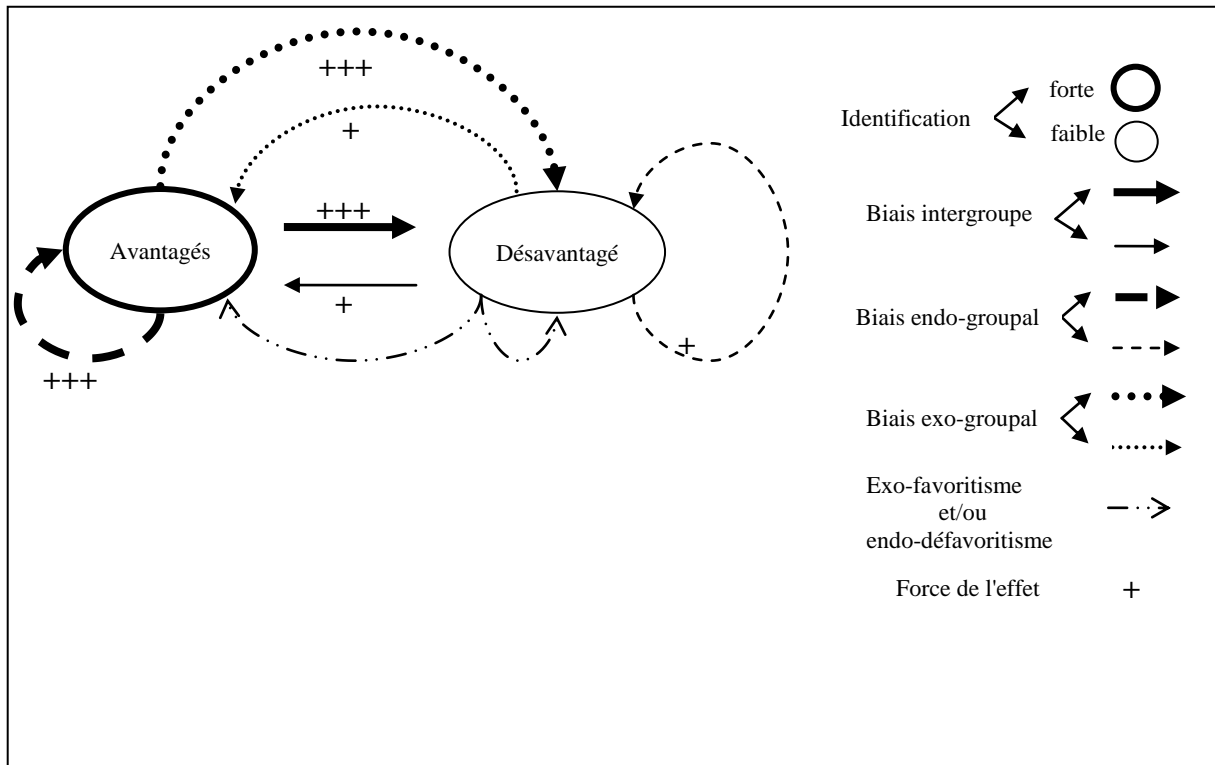 +++
+
+++
Avantagés
Désavantagé
+
+
+++
forte
Identification
faible
Biais intergroupe
Biais endo-groupal
Biais exo-groupal
Exo-favoritisme
et/ou
endo-défavoritisme
Force de l'effet +